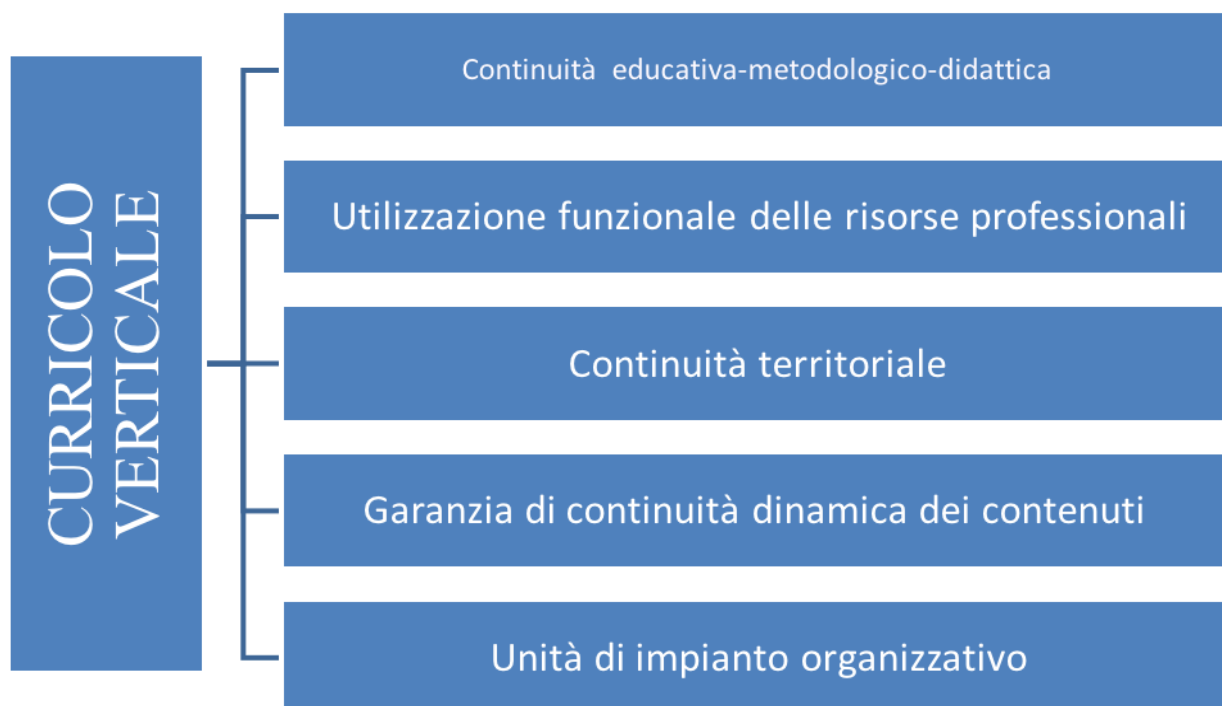 CURRICOLO
VERTICALE
Continuità educativa-metodologico-didattica
Utilizzazione funzionale delle risorse professionali
Continuità territoriale
Garanzia di continuità dinamica dei contenuti
Unità di impianto organizzativo